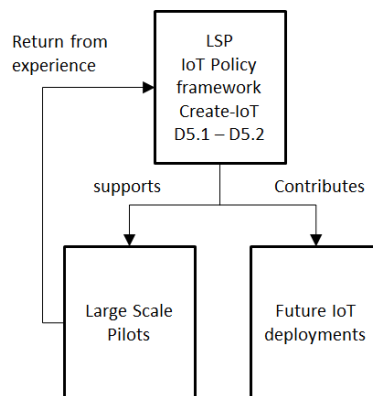 Return from
experience
LSP
IoT Policy
framework
Create-IoT
D5.1 – D5.2
supports
Contributes
Large Scale
Pilots
Future IoT
deployments